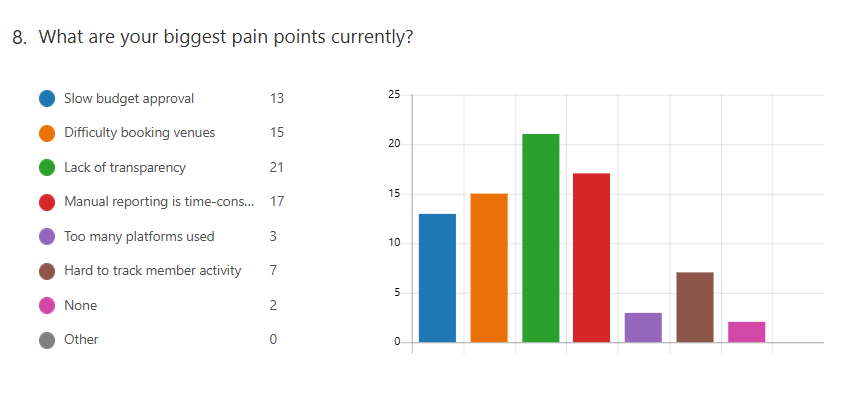 8. What are your biggest pain points currently?
Slow budget approval 13
Difficulty booking venues 15
Lack of transparency 21
Manual reporting is time-cons... 17
Too many platforms used 3
Hard to track member activity 7
None 2
Other 0
25
20
15
10
5
0